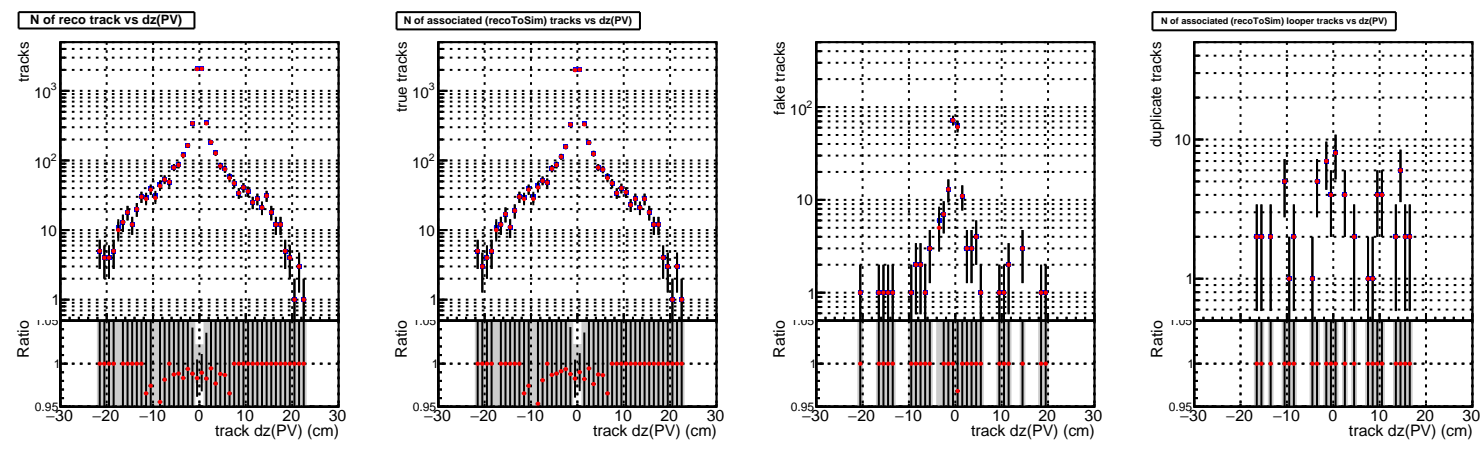 N of reco track vs dz(PV)
tracks
10³
10²
10
1
1.05
Ratio
1
0.95
−30 −20 −10 0 10 20 30
track dz(PV) (cm)
N of associated (recoToSim) tracks vs dz(PV)
true tracks
10³
10²
10
1
1.05
Ratio
1
0.95
−30 −20 −10 0 10 20 30
track dz(PV) (cm)
fake tracks
10²
10
1
1.05
Ratio
1
0.95
−30 −20 −10 0 10 20 30
track dz(PV) (cm)
N of associated (recoToSim) looper tracks vs dz(PV)
duplicate tracks
10
1
1.05
Ratio
1
0.95
−30 −20 −10 0 10 20 30
track dz(PV) (cm)